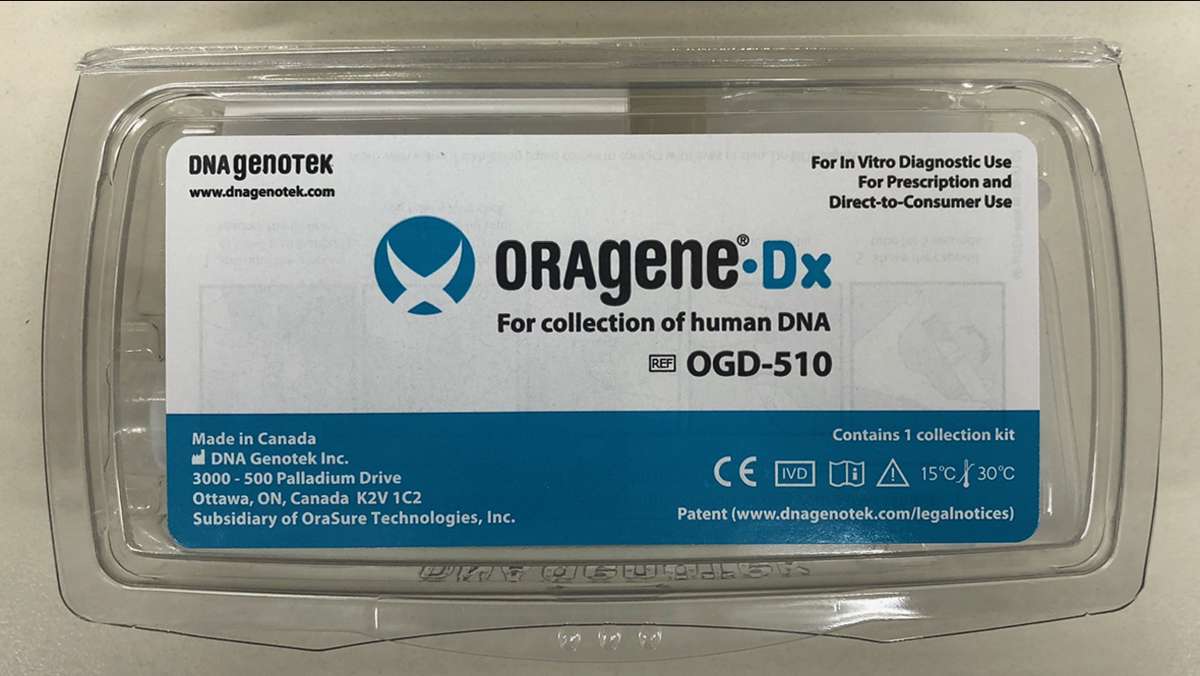 DNA genotek
www.dnagenotek.com
For In Vitro Diagnostic Use
For Prescription and
Direct-to-Consumer Use
ORAgene®•Dx
For collection of human DNA
REF OGD-510
Made in Canada
DNA Genotek Inc.
3000 - 500 Palladium Drive
Ottawa, ON, Canada K2V 1C2
Subsidiary of OraSure Technologies, Inc.
Contains 1 collection kit
CE IVD 15°C 30°C
Patent (www.dnagenotek.com/legalnotices)
DNA genotek